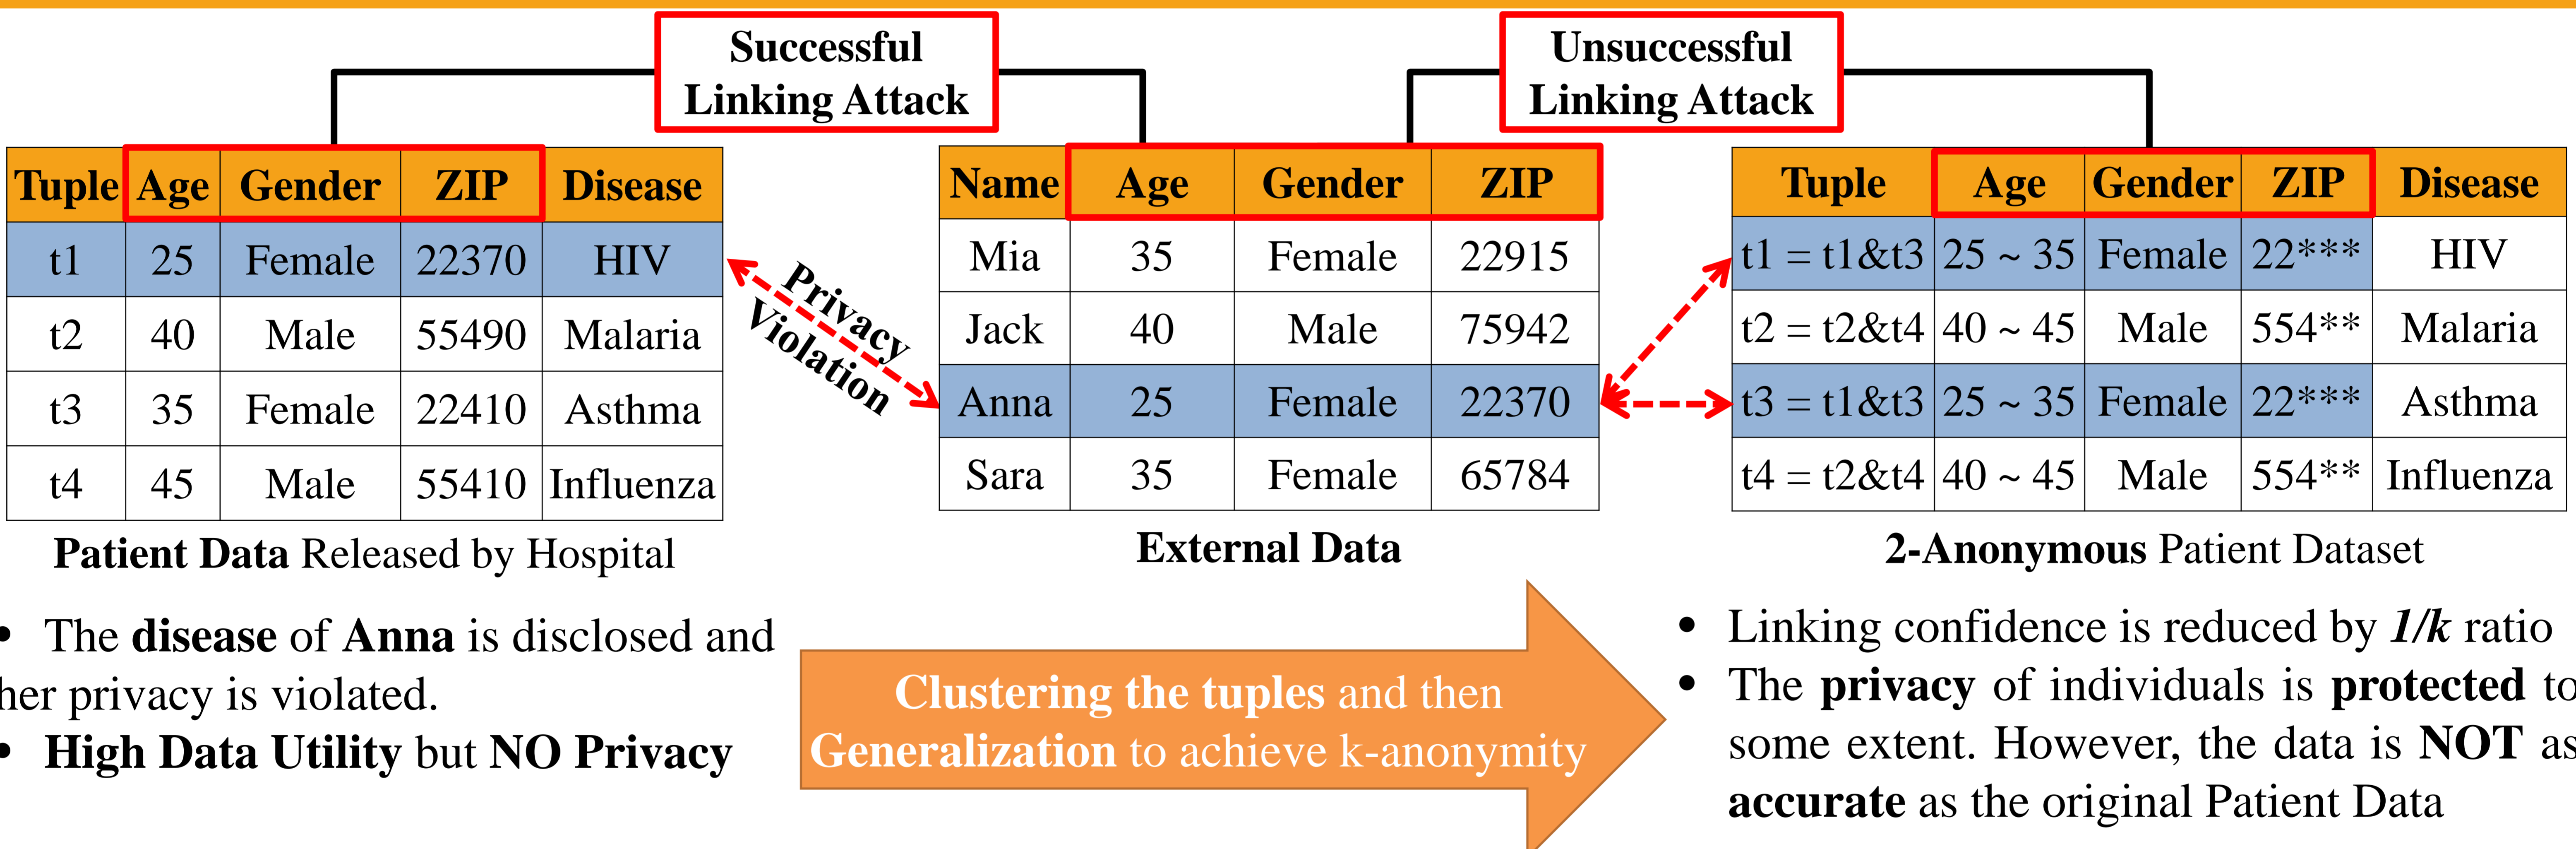 Successful
Linking Attack
Unsuccessful
Linking Attack
Tuple Age Gender ZIP Disease
t1 25 Female 22370 HIV
t2 40 Male 55490 Malaria
t3 35 Female 22410 Asthma
t4 45 Male 55410 Influenza
Patient Data Released by Hospital
Privacy
Violation
Name Age Gender ZIP
Mia 35 Female 22915
Jack 40 Male 75942
Anna 25 Female 22370
Sara 35 Female 65784
External Data
Tuple Age Gender ZIP Disease
t1 = t1&t3 25 ~ 35 Female 22*** HIV
t2 = t2&t4 40 ~ 45 Male 554** Malaria
t3 = t1&t3 25 ~ 35 Female 22*** Asthma
t4 = t2&t4 40 ~ 45 Male 554** Influenza
2-Anonymous Patient Dataset
• The disease of Anna is disclosed and
her privacy is violated.
• High Data Utility but NO Privacy
Clustering the tuples and then
Generalization to achieve k-anonymity
• Linking confidence is reduced by 1/k ratio
• The privacy of individuals is protected to
some extent. However, the data is NOT as
accurate as the original Patient Data